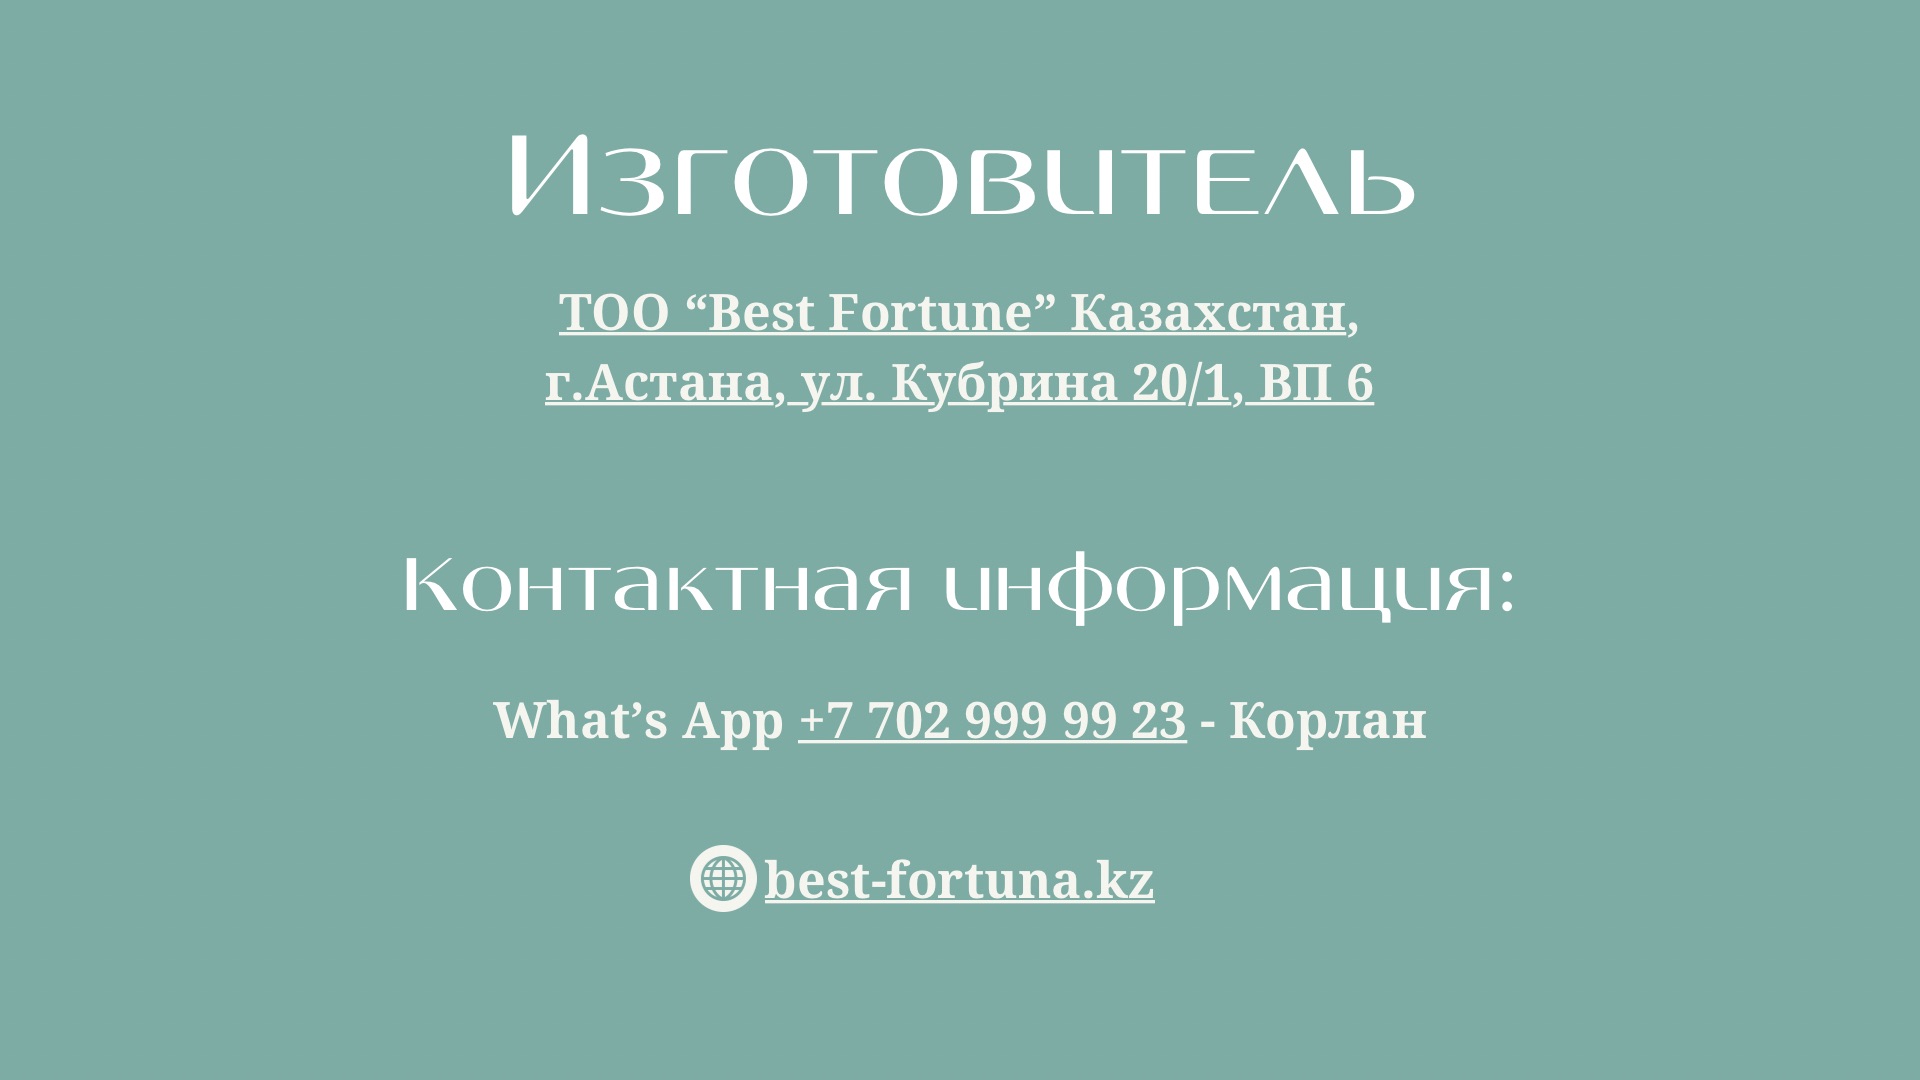 Изготовитель
ТОО “Best Fortune” Казахстан,
г.Астана, ул. Кубрина 20/1, ВП 6
Контактная информация:
What’s App +7 702 999 99 23 - Корлан
best-fortuna.kz